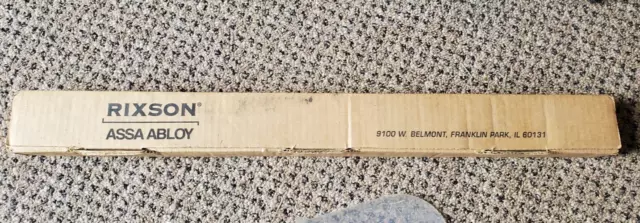 RIXSON®
ASSA ABLOY
9100 W. BELMONT, FRANKLIN PARK, IL 60131